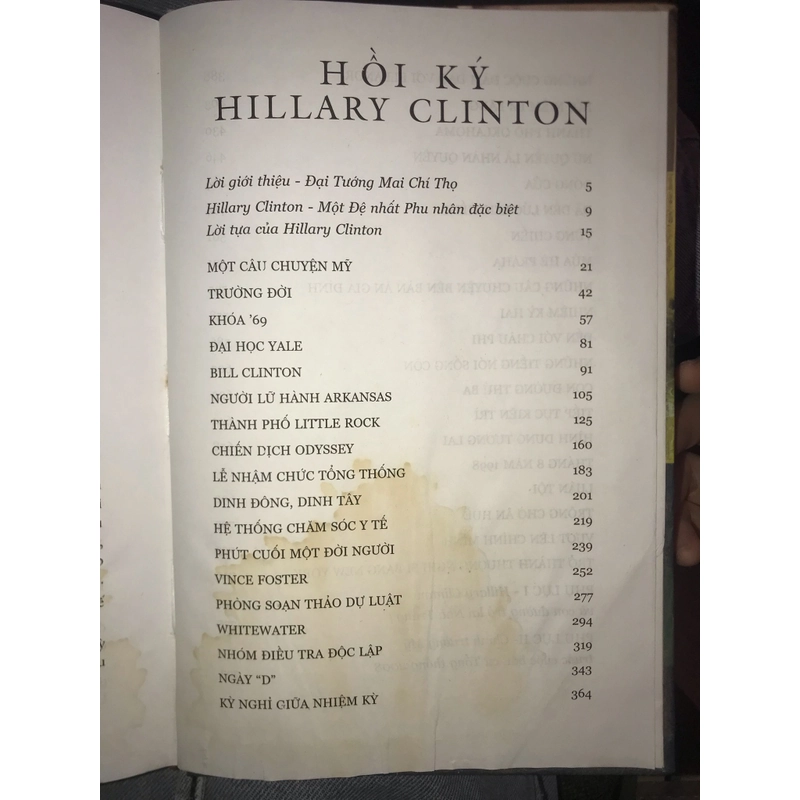 HỒI KÝ
HILLARY CLINTON
Lời giới thiệu - Đại Tướng Mai Chí Thọ 5
Hillary Clinton - Một Đệ nhất Phu nhân đặc biệt 9
Lời tựa của Hillary Clinton 15
MỘT CÂU CHUYỆN MỸ 21
TRƯỜNG ĐỜI 42
KHÓA ’69 57
ĐẠI HỌC YALE 81
BILL CLINTON 91
NGƯỜI LỮ HÀNH ARKANSAS 105
THÀNH PHỐ LITTLE ROCK 125
CHIẾN DỊCH ODYSSEY 160
LỄ NHẬM CHỨC TỔNG THỐNG 183
DINH ĐÔNG, DINH TÂY 201
HỆ THỐNG CHĂM SÓC Y TẾ 219
PHÚT CUỐI MỘT ĐỜI NGƯỜI 239
VINCE FOSTER 252
PHÒNG SOẠN THẢO DỰ LUẬT 277
WHITEWATER 294
NHÓM ĐIỀU TRA ĐỘC LẬP 319
NGÀY “D” 343
KỲ NGHỈ GIỮA NHIỆM KỲ 364